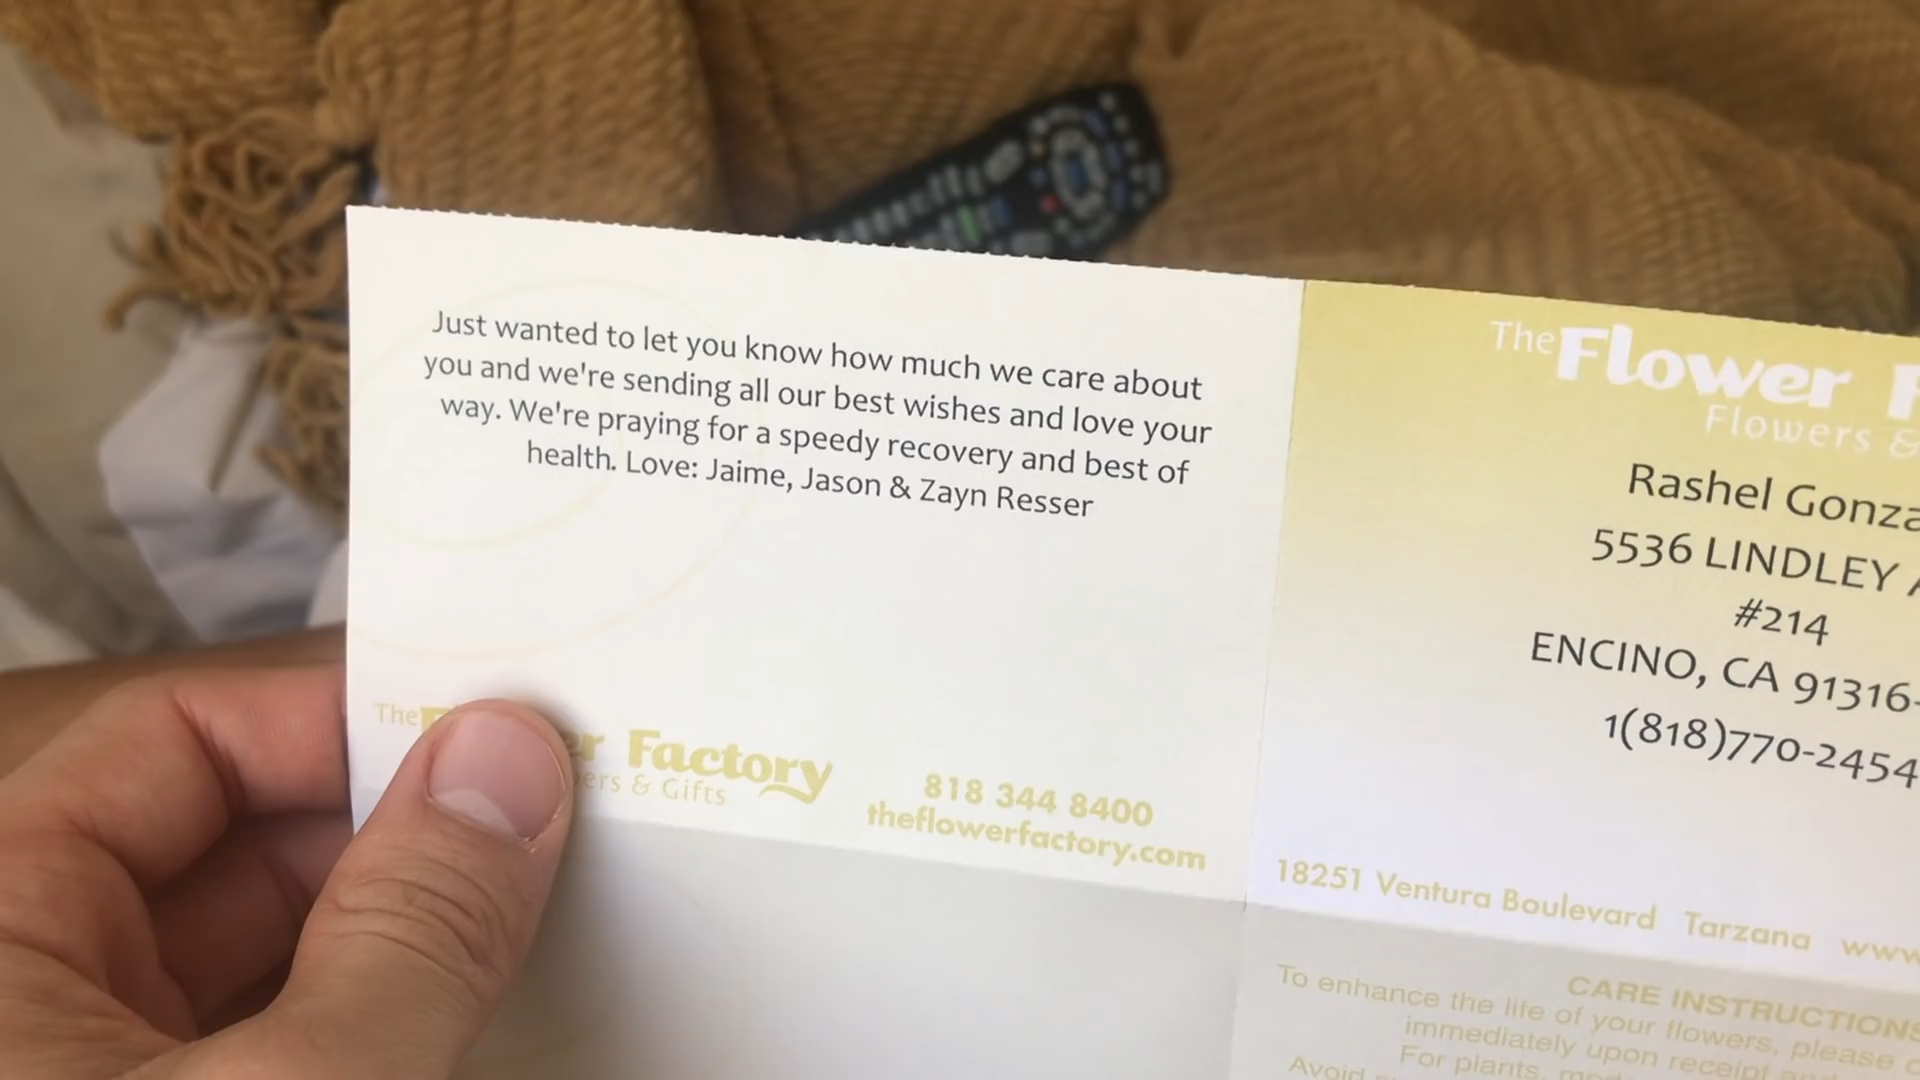 Just wanted to let you know how much we care about
you and we're sending all our best wishes and love your
way. We're praying for a speedy recovery and best of
health. Love: Jaime, Jason & Zayn Resser
The Factory
& Gifts
818 344 8400
theflowerfactory.com
The Flower
Flowers &
Rashel
5536 LINDLEY
#214
ENCINO, CA 91316-
1(818)770-2454
18251 Ventura Boulevard Tarzana
CARE INSTRUCTIONS
To enhance the life of your flowers, please
immediately upon receipt
For plants,
Avoid